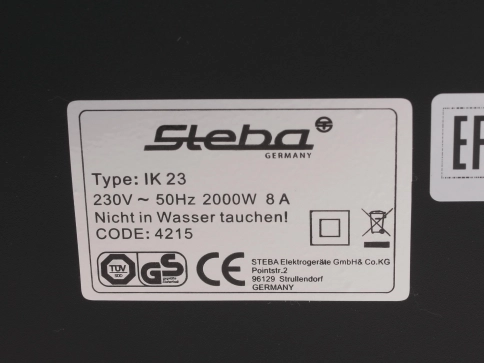 Steba
GERMANY
Type: IK 23
230V ~ 50Hz 2000W 8 A
Nicht in Wasser tauchen!
CODE: 4215
TÜV
GS
CE
STEBA Elektrogeräte GmbH& Co.KG
Pointstr.2
96129 Strullendorf
GERMANY